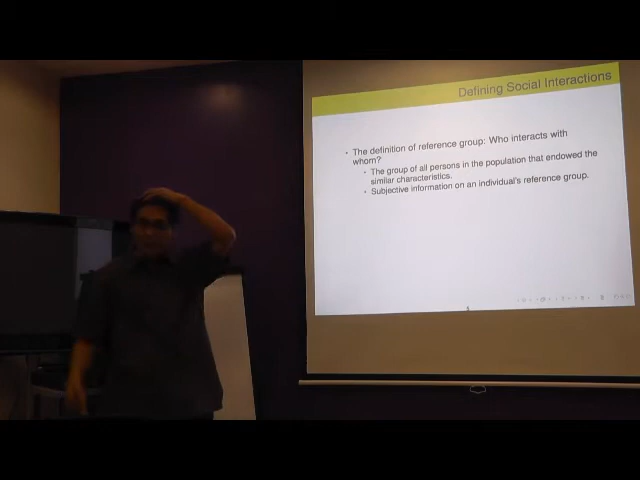 Defining Social Interactions
• The definition of reference group: Who interacts with
whom?
• The group of all persons in the population that endowed the
similar characteristics.
• Subjective information on an individual's reference group.